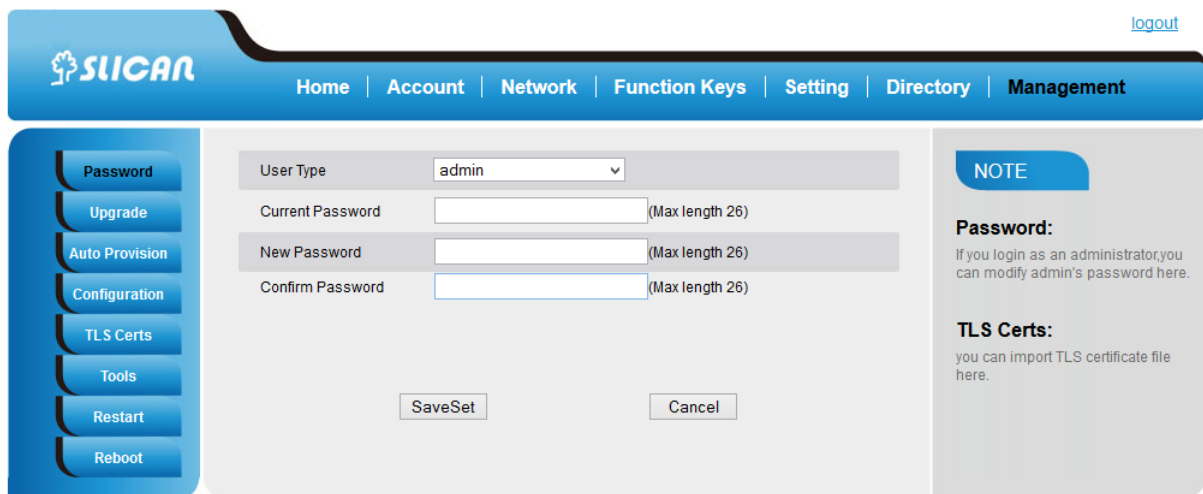 logout
SLICAN
Home Account Network Function Keys Setting Directory Management
Password
Upgrade
Auto Provision
Configuration
TLS Certs
Tools
Restart
Reboot
User Type admin
Current Password (Max length 26)
New Password (Max length 26)
Confirm Password (Max length 26)
SaveSet Cancel
NOTE
Password:
If you login as an administrator,you
can modify admin's password here.
TLS Certs:
you can import TLS certificate file
here.